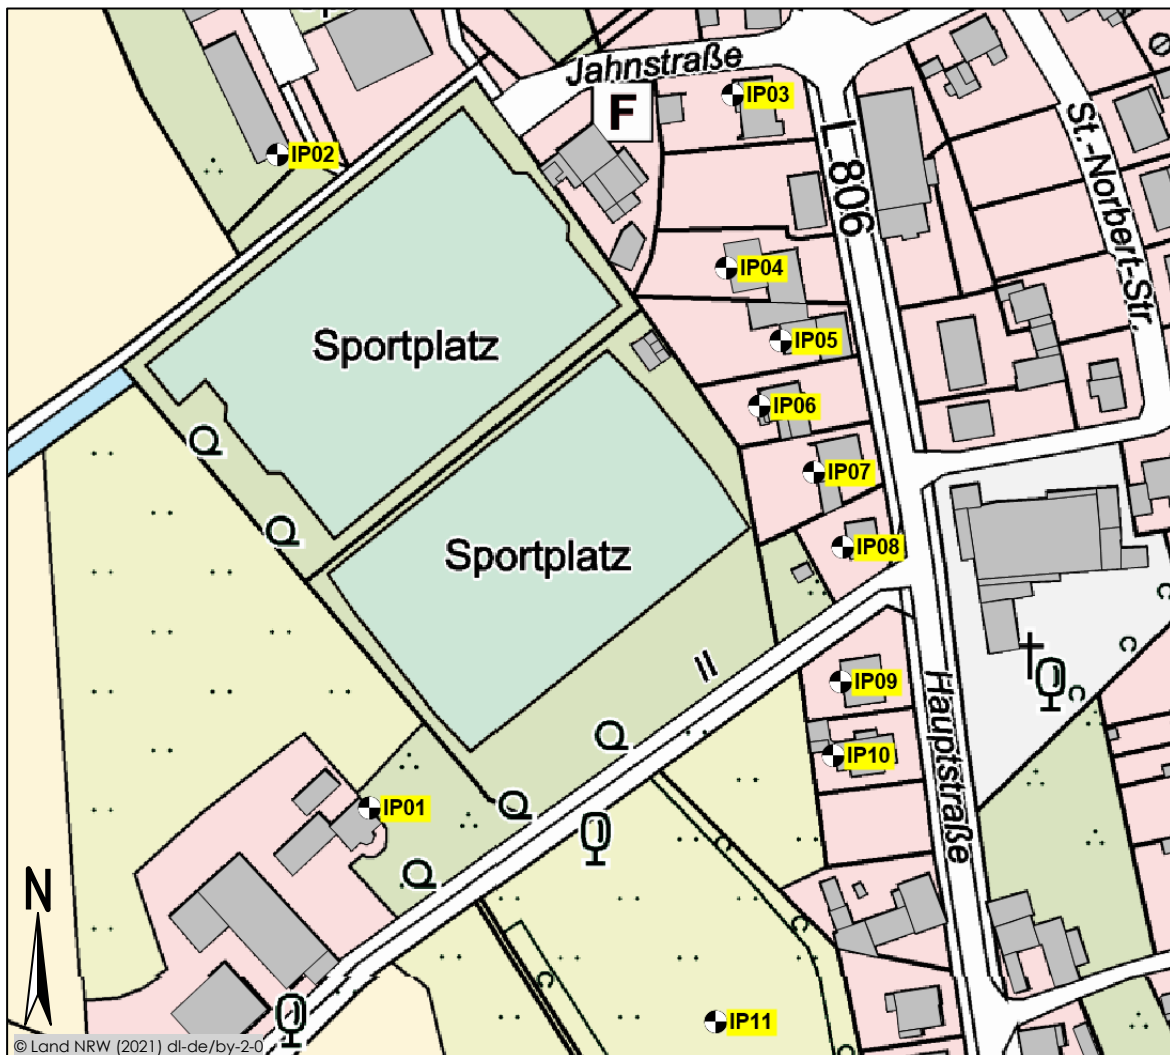 Jahnstraße
F
IP03
L 806
St.-Norbert-Str.
IP02
IP04
Sportplatz
IP05
IP06
IP07
Sportplatz
IP08
IP09
Hauptstraße
IP10
IP01
N
IP11
© Land NRW (2021) dl-de/by-2-0